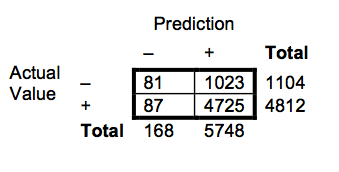 Prediction
– + Total
Actual Value
– 81 1023 1104
+ 87 4725 4812
Total 168 5748